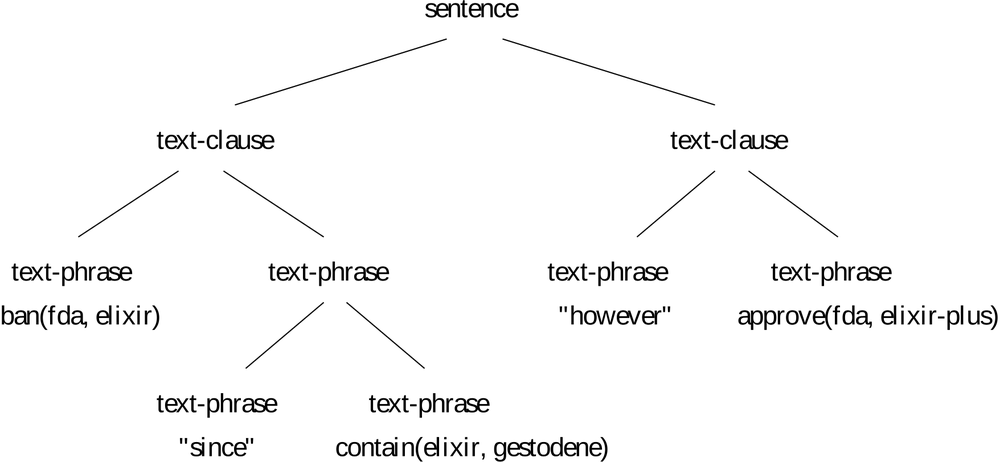 sentence
text-clause text-clause
text-phrase text-phrase text-phrase text-phrase
ban(fda, elixir) "however" approve(fda, elixir-plus)
text-phrase text-phrase
"since" contain(elixir, gestodene)